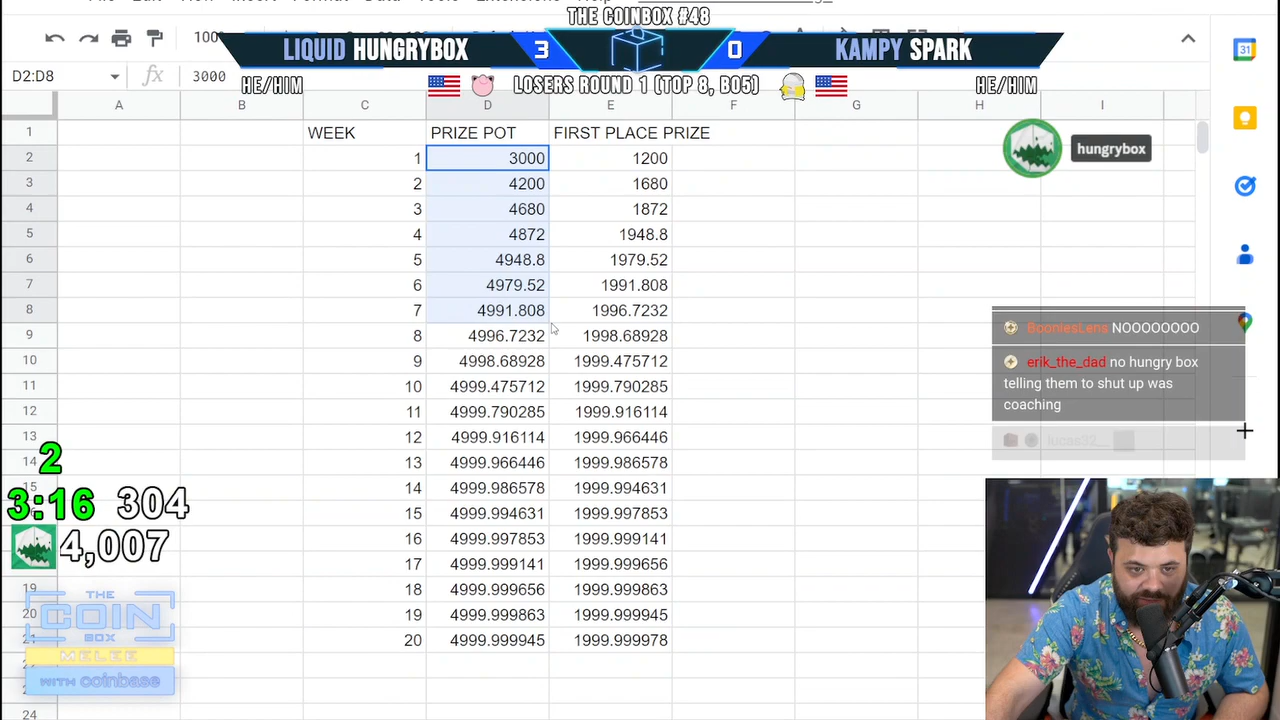 THE COINBOX #48
LIQUID HUNGRYBOX 3 0 KAMPY SPARK
HE/HIM LOSERS ROUND 1 (TOP 8, BO5) HE/HIM
100
D2:D8 fx 3000
A B C D E F G H I
1 WEEK PRIZE POT FIRST PLACE PRIZE
2 1 3000 1200
3 2 4200 1680
4 3 4680 1872
5 4 4872 1948.8
6 5 4948.8 1979.52
7 6 4979.52 1991.808
8 7 4991.808 1996.7232
9 8 4996.7232 1998.68928
10 9 4998.68928 1999.475712
11 10 4999.475712 1999.790285
12 11 4999.790285 1999.916114
13 12 4999.916114 1999.966446
14 13 4999.966446 1999.986578
15 14 4999.986578 1999.994631
15 4999.994631 1999.997853
16 4999.997853 1999.999141
17 4999.999141 1999.999656
19 18 4999.999656 1999.999863
20 19 4999.999863 1999.999945
21 20 4999.999945 1999.999978
24
31
hungrybox
BooniesLens NOOOOOOOO
erik_the_dad no hungry box
telling them to shut up was
coaching
lucas32_
2
3:16 304
4,007
THE
COIN
BOX
MELEE
WITH coinbase